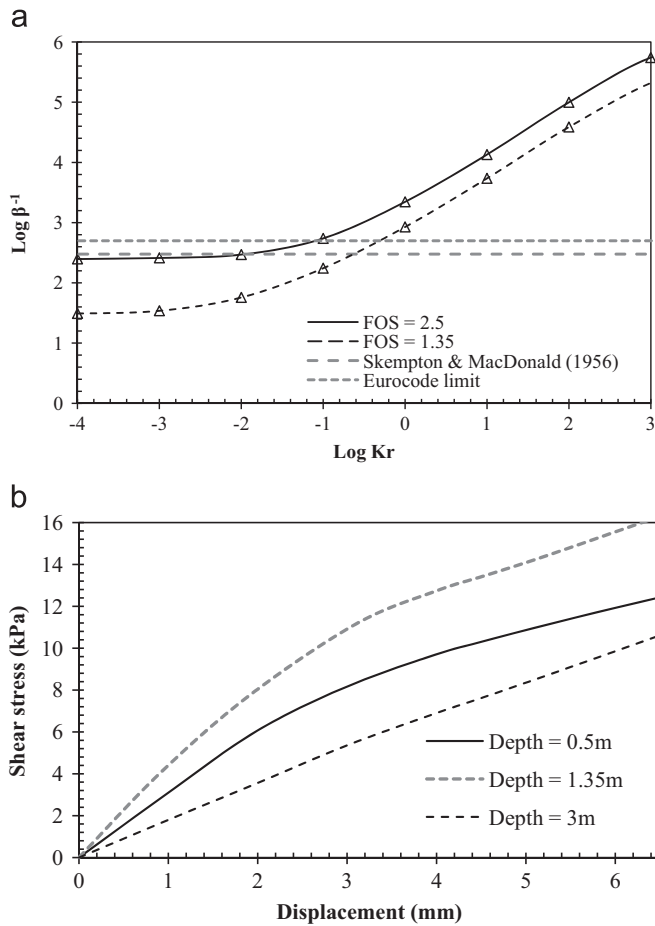 a
6
5
4
3
2
1
0
Log β-1
-4 -3 -2 -1 0 1 2 3
Log Kr
FOS = 2.5
FOS = 1.35
Skempton & MacDonald (1956)
Eurocode limit
b
16
14
12
10
8
6
4
2
0
Shear stress (kPa)
0 1 2 3 4 5 6
Displacement (mm)
Depth = 0.5m
Depth = 1.35m
Depth = 3m